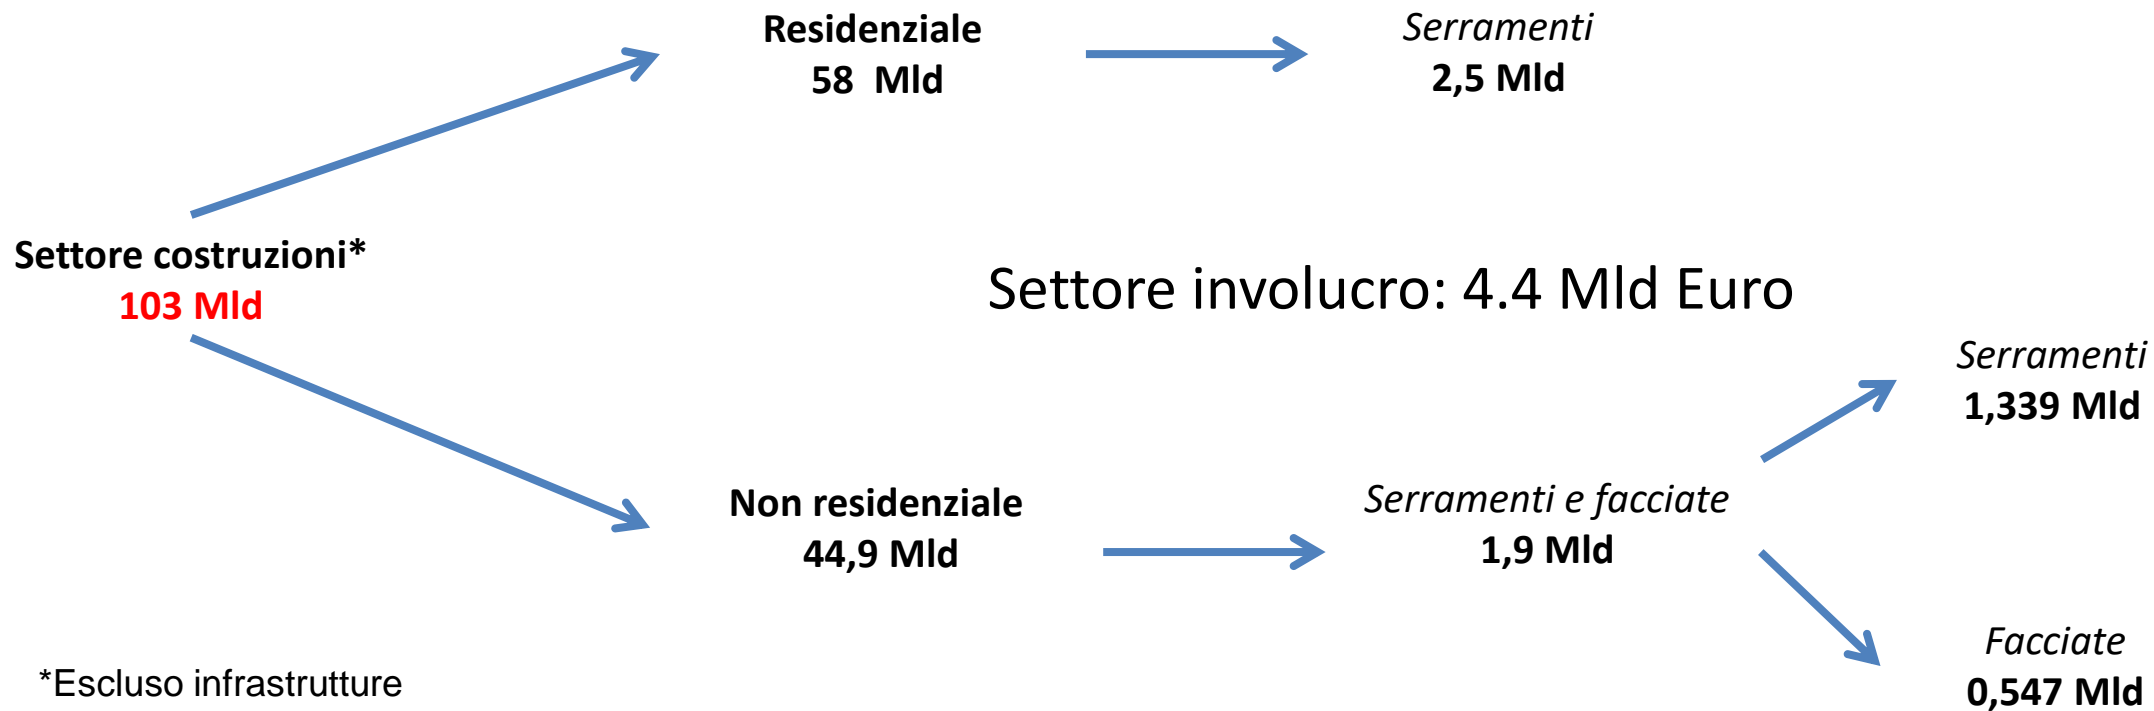 Residenziale
58 Mld
Serramenti
2,5 Mld
Settore costruzioni*
103 Mld
Settore involucro: 4.4 Mld Euro
Serramenti
1,339 Mld
Non residenziale
44,9 Mld
Serramenti e facciate
1,9 Mld
Facciate
0,547 Mld
*Escluso infrastrutture